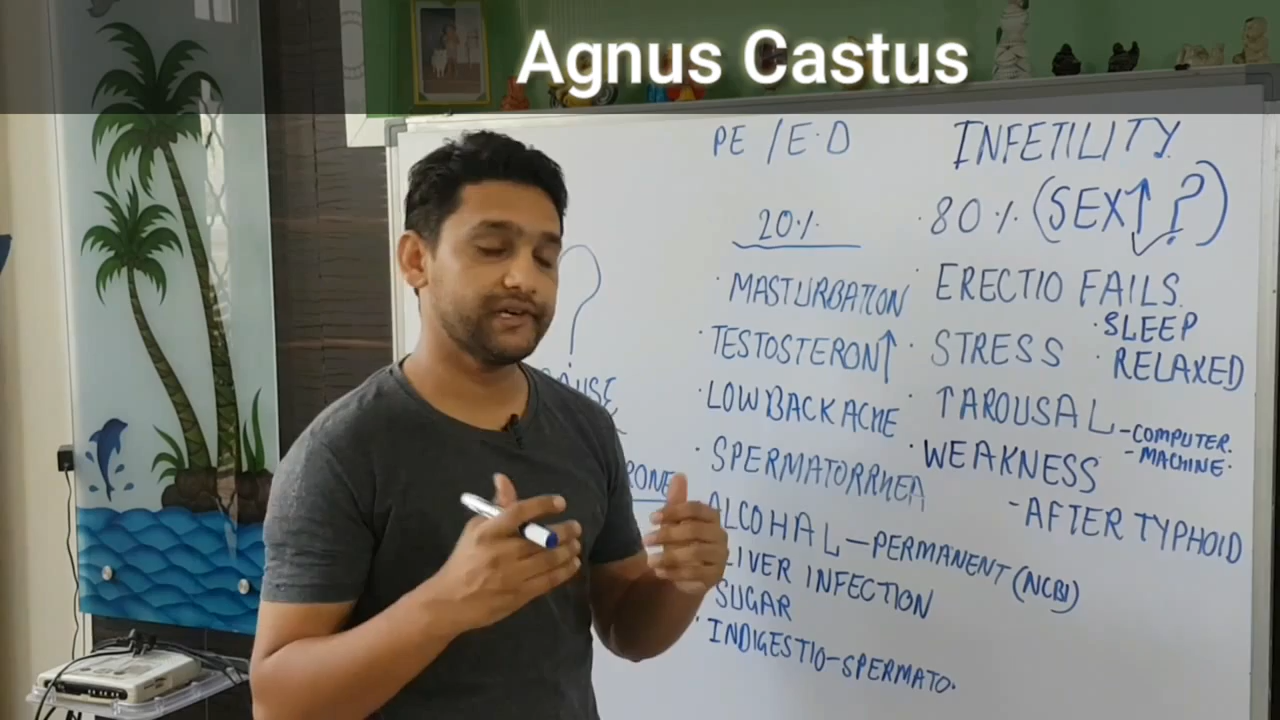 Agnus Castus
PE / E.D
INFETILITY
20%
80% (SEX↑?)
MASTURBATION
TESTOSTERON↑
LOW BACK ACHE
SPERMATORRHEA
ALCOHAL - PERMANENT (NCBI)
LIVER INFECTION
SUGAR
INDIGESTIO-SPERMATO.
ERECTIO FAILS
STRESS
SLEEP
RELAXED
↑AROUSAL
-COMPUTER.
-MACHINE.
WEAKNESS
-AFTER TYPHOID
?